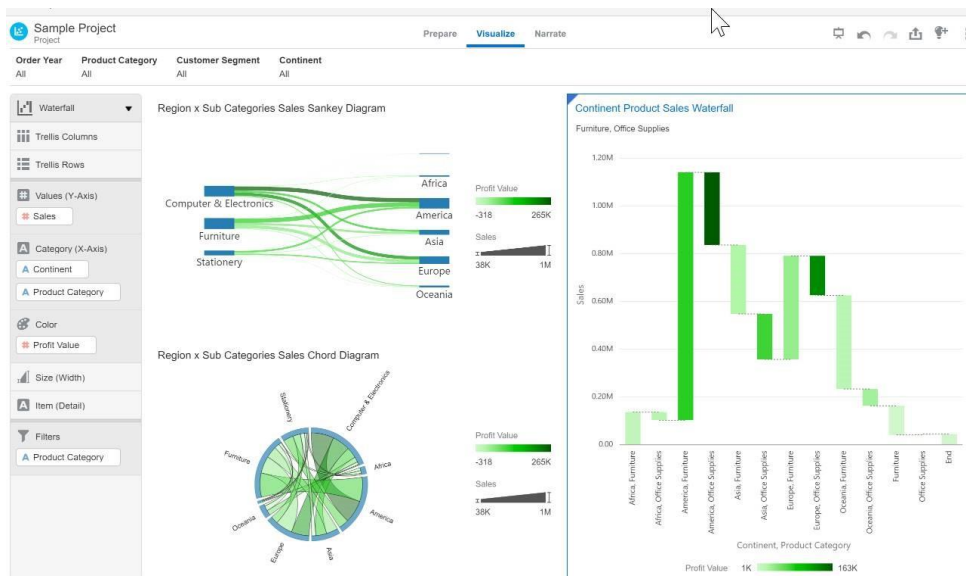 Sample Project
Project
Prepare Visualize Narrate
Order Year Product Category Customer Segment Continent
All All All All
Waterfall
Trellis Columns
Trellis Rows
Values (Y-Axis)
# Sales
Category (X-Axis)
A Continent
A Product Category
Color
# Profit Value
Size (Width)
Item (Detail)
Filters
A Product Category
Region x Sub Categories Sales Sankey Diagram
Computer & Electronics
Furniture
Stationery
Africa
America
Asia
Europe
Oceania
Profit Value
-318 265K
Sales
38K 1M
Region x Sub Categories Sales Chord Diagram
Stationery
Computer & Electronics
Furniture
Africa
Oceania
America
Europe
Asia
Profit Value
-318 265K
Sales
38K 1M
Continent Product Sales Waterfall
Furniture, Office Supplies
1.20M
1.00M
0.80M
0.60M
0.40M
0.20M
0.00
Sales
Africa, Furniture
Africa, Office Supplies
America, Furniture
America, Office Supplies
Asia, Furniture
Asia, Office Supplies
Europe, Furniture
Europe, Office Supplies
Oceania, Furniture
Oceania, Office Supplies
Furniture
Office Supplies
End
Continent, Product Category
Profit Value 1K 163K